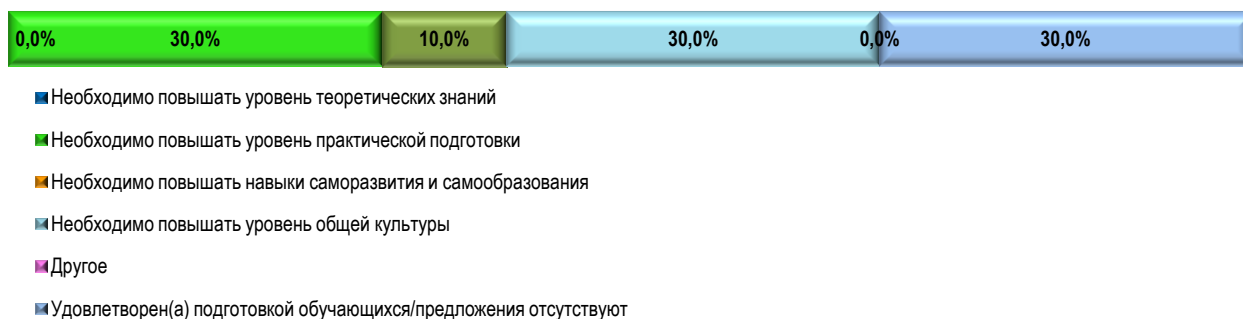 0,0% 30,0% 10,0% 30,0% 0,0% 30,0%
Необходимо повышать уровень теоретических знаний
Необходимо повышать уровень практической подготовки
Необходимо повышать навыки саморазвития и самообразования
Необходимо повышать уровень общей культуры
Другое
Удовлетворен(а) подготовкой обучающихся/предложения отсутствуют